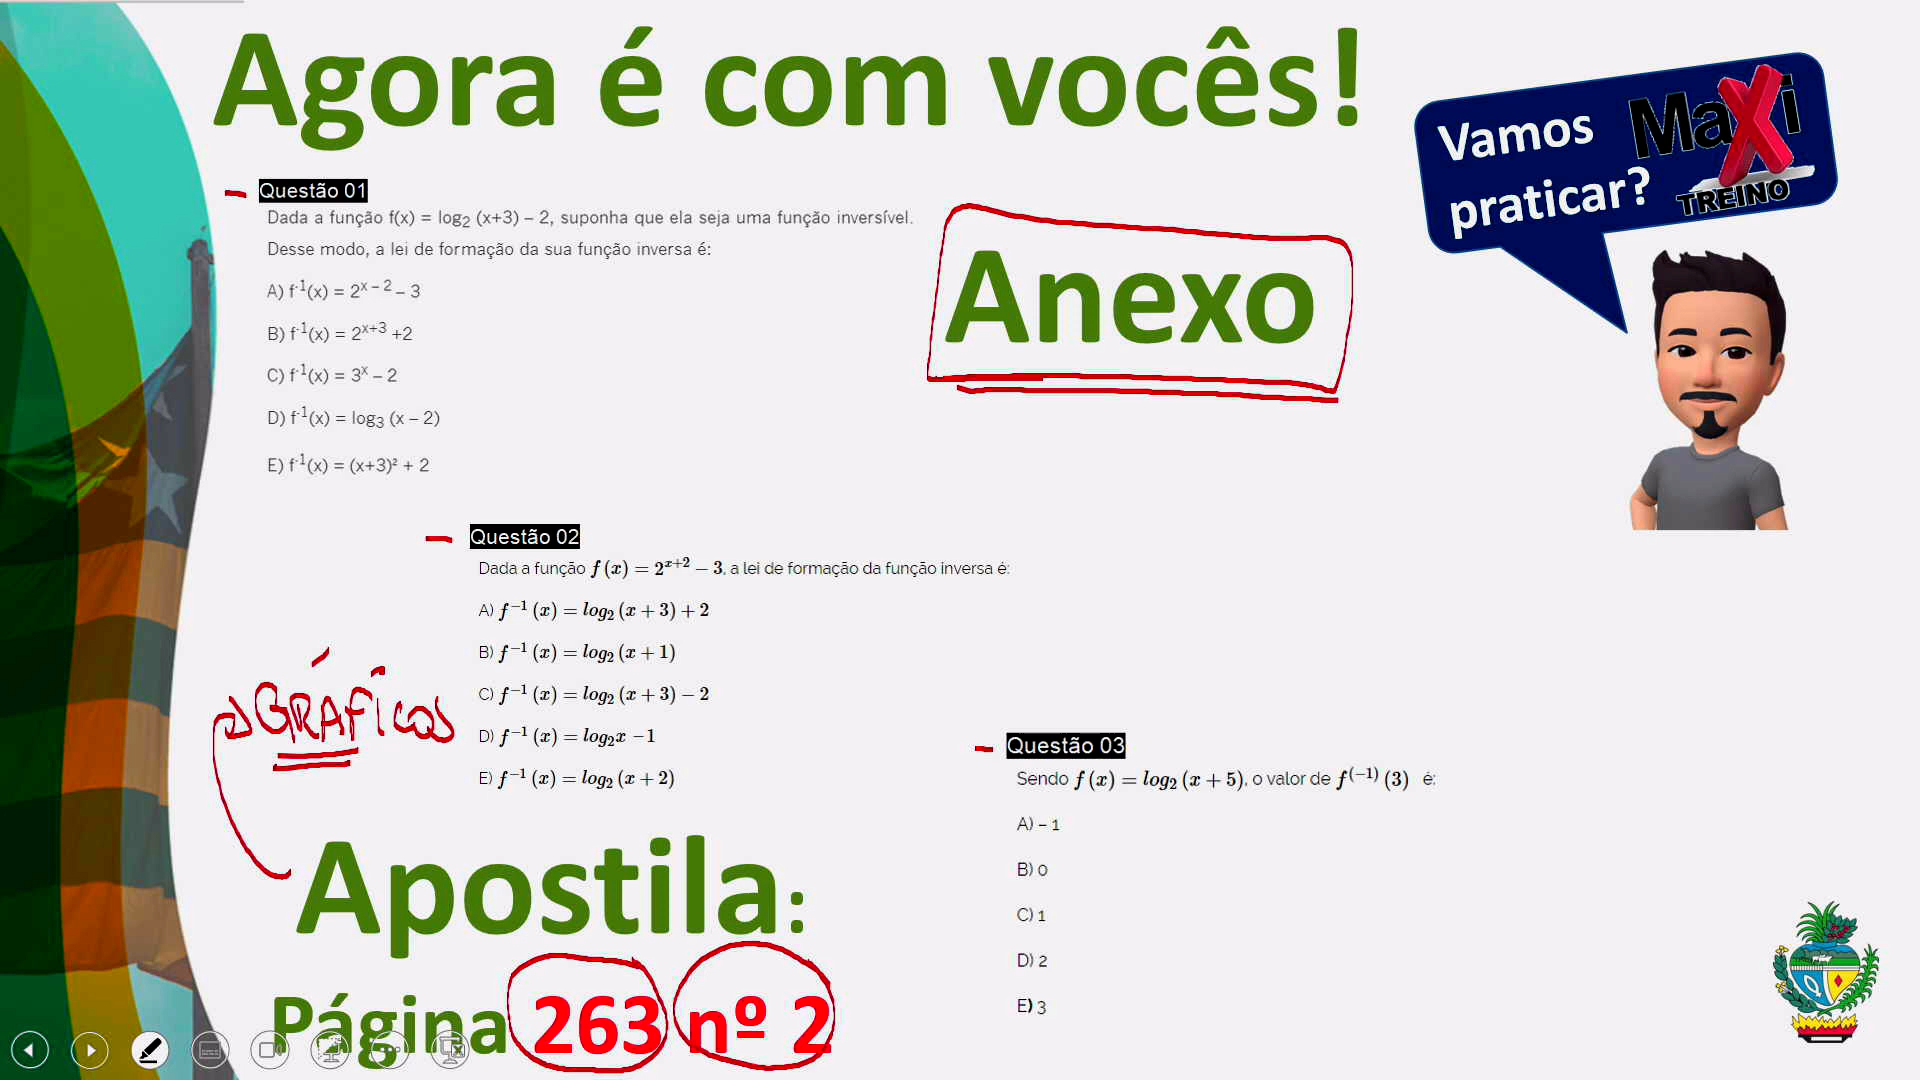 Agora é com vocês!
Vamos
praticar?
MaXi
TREINO
Questão 01
Dada a função f(x) = log₂ (x+3) – 2, suponha que ela seja uma função inversível.
Desse modo, a lei de formação da sua função inversa é:
A) f⁻¹(x) = 2ˣ ⁻ ² – 3
B) f⁻¹(x) = 2ˣ⁺³ +2
C) f⁻¹(x) = 3ˣ – 2
D) f⁻¹(x) = log₃ (x – 2)
E) f⁻¹(x) = (x+3)² + 2
Anexo
Questão 02
Dada a função f (x) = 2ˣ⁺² − 3, a lei de formação da função inversa é:
A) f⁻¹ (x) = log₂ (x + 3) + 2
B) f⁻¹ (x) = log₂ (x + 1)
C) f⁻¹ (x) = log₂ (x + 3) − 2
D) f⁻¹ (x) = log₂x −1
E) f⁻¹ (x) = log₂ (x + 2)
GRÁFICOS
Questão 03
Sendo f (x) = log₂ (x + 5), o valor de f⁽⁻¹⁾ (3) é:
A) – 1
B) 0
C) 1
D) 2
E) 3
Apostila:
Página 263 nº 2